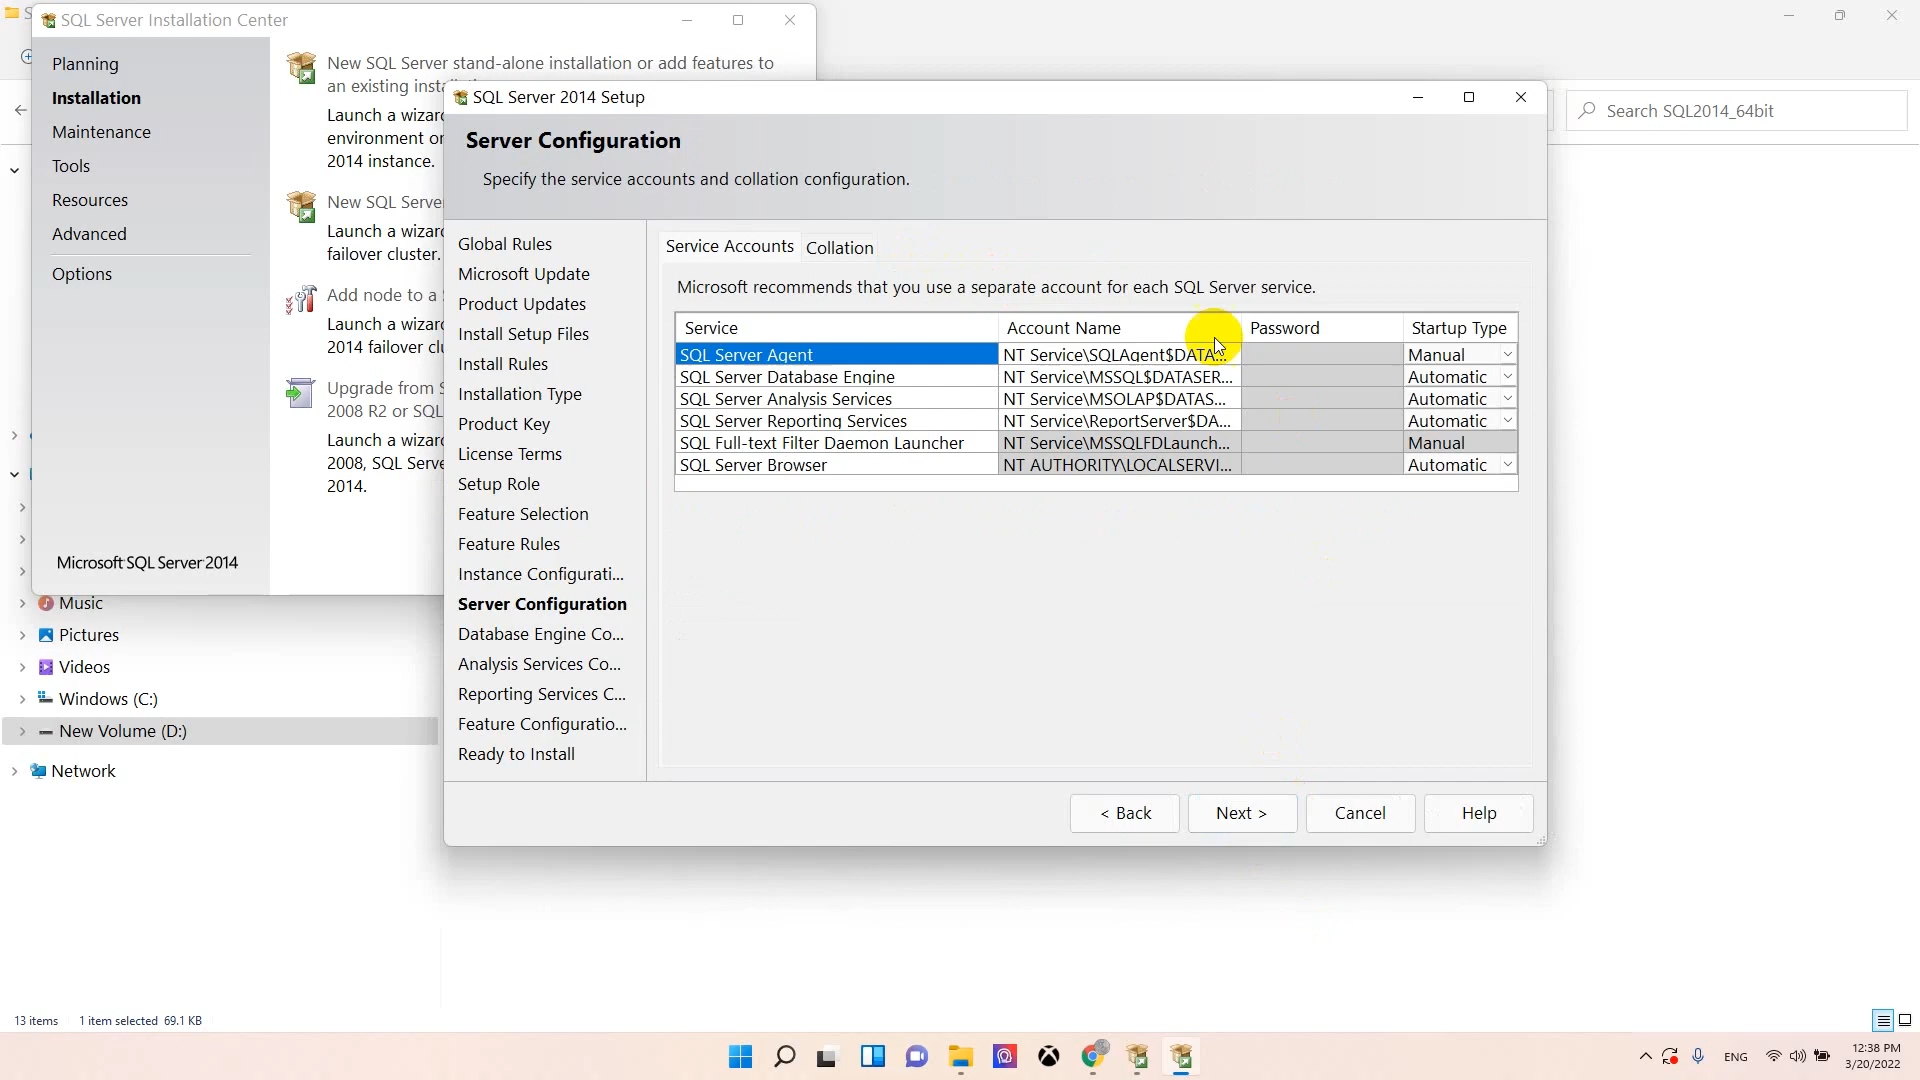 SQL Server Installation Center
Planning
Installation
Maintenance
Tools
Resources
Advanced
Options
Microsoft SQL Server 2014
New SQL Server stand-alone installation or add features to
an existing
Launch a
environment
2014 instance.
New SQL
Launch a
failover cluster.
Add node to a
Launch a
2014 failover
Upgrade from
2008 R2 or SQL
Launch a
2008, SQL
2014.
SQL Server 2014 Setup
Server Configuration
Specify the service accounts and collation configuration.
Global Rules
Microsoft Update
Product Updates
Install Setup Files
Install Rules
Installation Type
Product Key
License Terms
Setup Role
Feature Selection
Feature Rules
Instance Configurati...
Server Configuration
Database Engine Co...
Analysis Services Co...
Reporting Services C...
Feature Configuratio...
Ready to Install
Service Accounts Collation
Microsoft recommends that you use a separate account for each SQL Server service.
Service Account Name Password Startup Type
SQL Server Agent NT Service\SQLAgent$DATA... Manual
SQL Server Database Engine NT Service\MSSQL$DATASER... Automatic
SQL Server Analysis Services NT Service\MSOLAP$DATAS... Automatic
SQL Server Reporting Services NT Service\ReportServer$DA... Automatic
SQL Full-text Filter Daemon Launcher NT Service\MSSQLFDLaunch... Manual
SQL Server Browser NT AUTHORITY\LOCALSERVI... Automatic
< Back Next > Cancel Help
Search SQL2014_64bit
Music
Pictures
Videos
Windows (C:)
New Volume (D:)
Network
13 items 1 item selected 69.1 KB
ENG
12:38 PM
3/20/2022